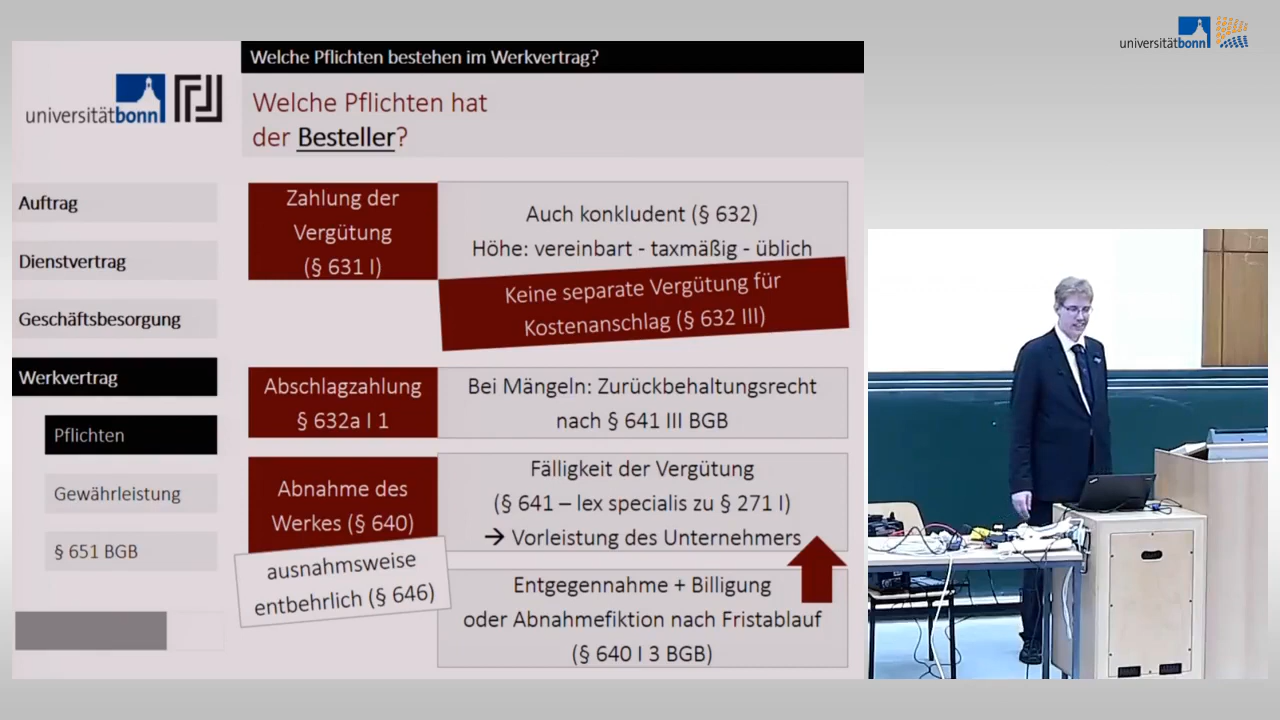 universitätbonn
Welche Pflichten bestehen im Werkvertrag?
universitätbonn
Welche Pflichten hat
der Besteller?
Auftrag
Dienstvertrag
Geschäftsbesorgung
Werkvertrag
Pflichten
Gewährleistung
§ 651 BGB
Zahlung der
Vergütung
(§ 631 I)
Auch konkludent (§ 632)
Höhe: vereinbart - taxmäßig - üblich
Keine separate Vergütung für
Kostenanschlag (§ 632 III)
Abschlagzahlung
§ 632a I 1
Bei Mängeln: Zurückbehaltungsrecht
nach § 641 III BGB
Abnahme des
Werkes (§ 640)
ausnahmsweise
entbehrlich (§ 646)
Fälligkeit der Vergütung
(§ 641 – lex specialis zu § 271 I)
→ Vorleistung des Unternehmers
Entgegennahme + Billigung
oder Abnahmefiktion nach Fristablauf
(§ 640 I 3 BGB)